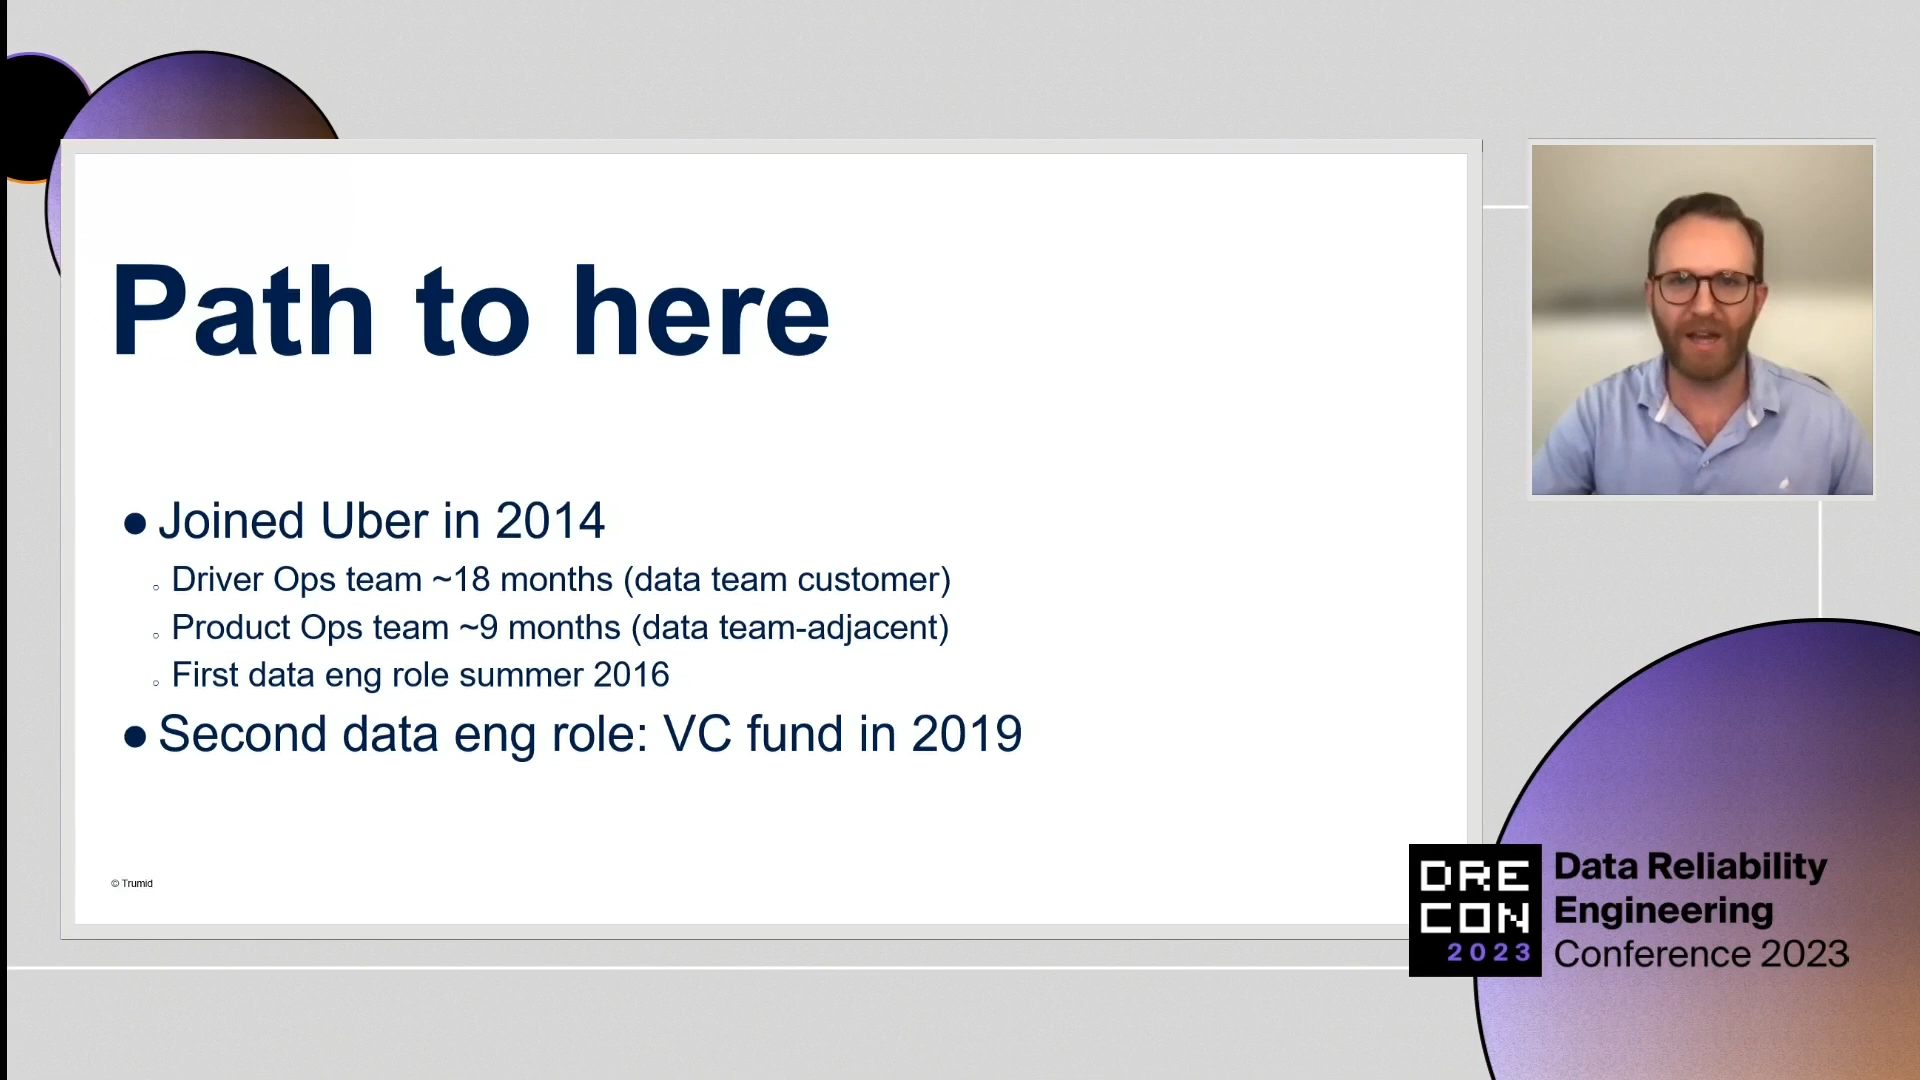 Path to here
● Joined Uber in 2014
○ Driver Ops team ~18 months (data team customer)
○ Product Ops team ~9 months (data team-adjacent)
○ First data eng role summer 2016
● Second data eng role: VC fund in 2019
© Trumid
DRE
CON
2023
Data Reliability
Engineering
Conference 2023